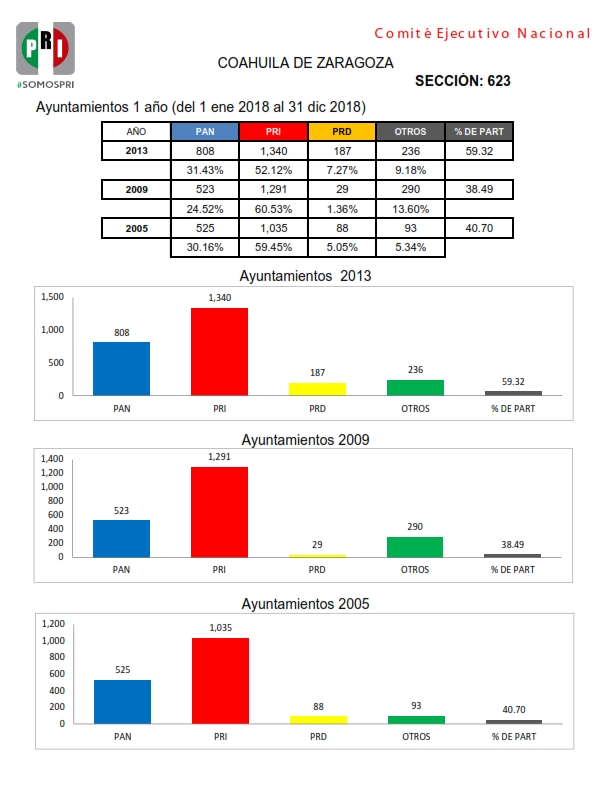 Comité Ejecutivo Nacional
PRI
#SOMOSPRI
COAHUILA DE ZARAGOZA
SECCIÓN: 623
Ayuntamientos 1 año (del 1 ene 2018 al 31 dic 2018)
AÑO PAN PRI PRD OTROS % DE PART
2013 808 1,340 187 236 59.32
31.43% 52.12% 7.27% 9.18%
2009 523 1,291 29 290 38.49
24.52% 60.53% 1.36% 13.60%
2005 525 1,035 88 93 40.70
30.16% 59.45% 5.05% 5.34%
Ayuntamientos 2013
1,500
1,000
500
0
808 1,340 187 236 59.32
PAN PRI PRD OTROS % DE PART
Ayuntamientos 2009
1,400
1,200
1,000
800
600
400
200
0
523 1,291 29 290 38.49
PAN PRI PRD OTROS % DE PART
Ayuntamientos 2005
1,200
1,000
800
600
400
200
0
525 1,035 88 93 40.70
PAN PRI PRD OTROS % DE PART